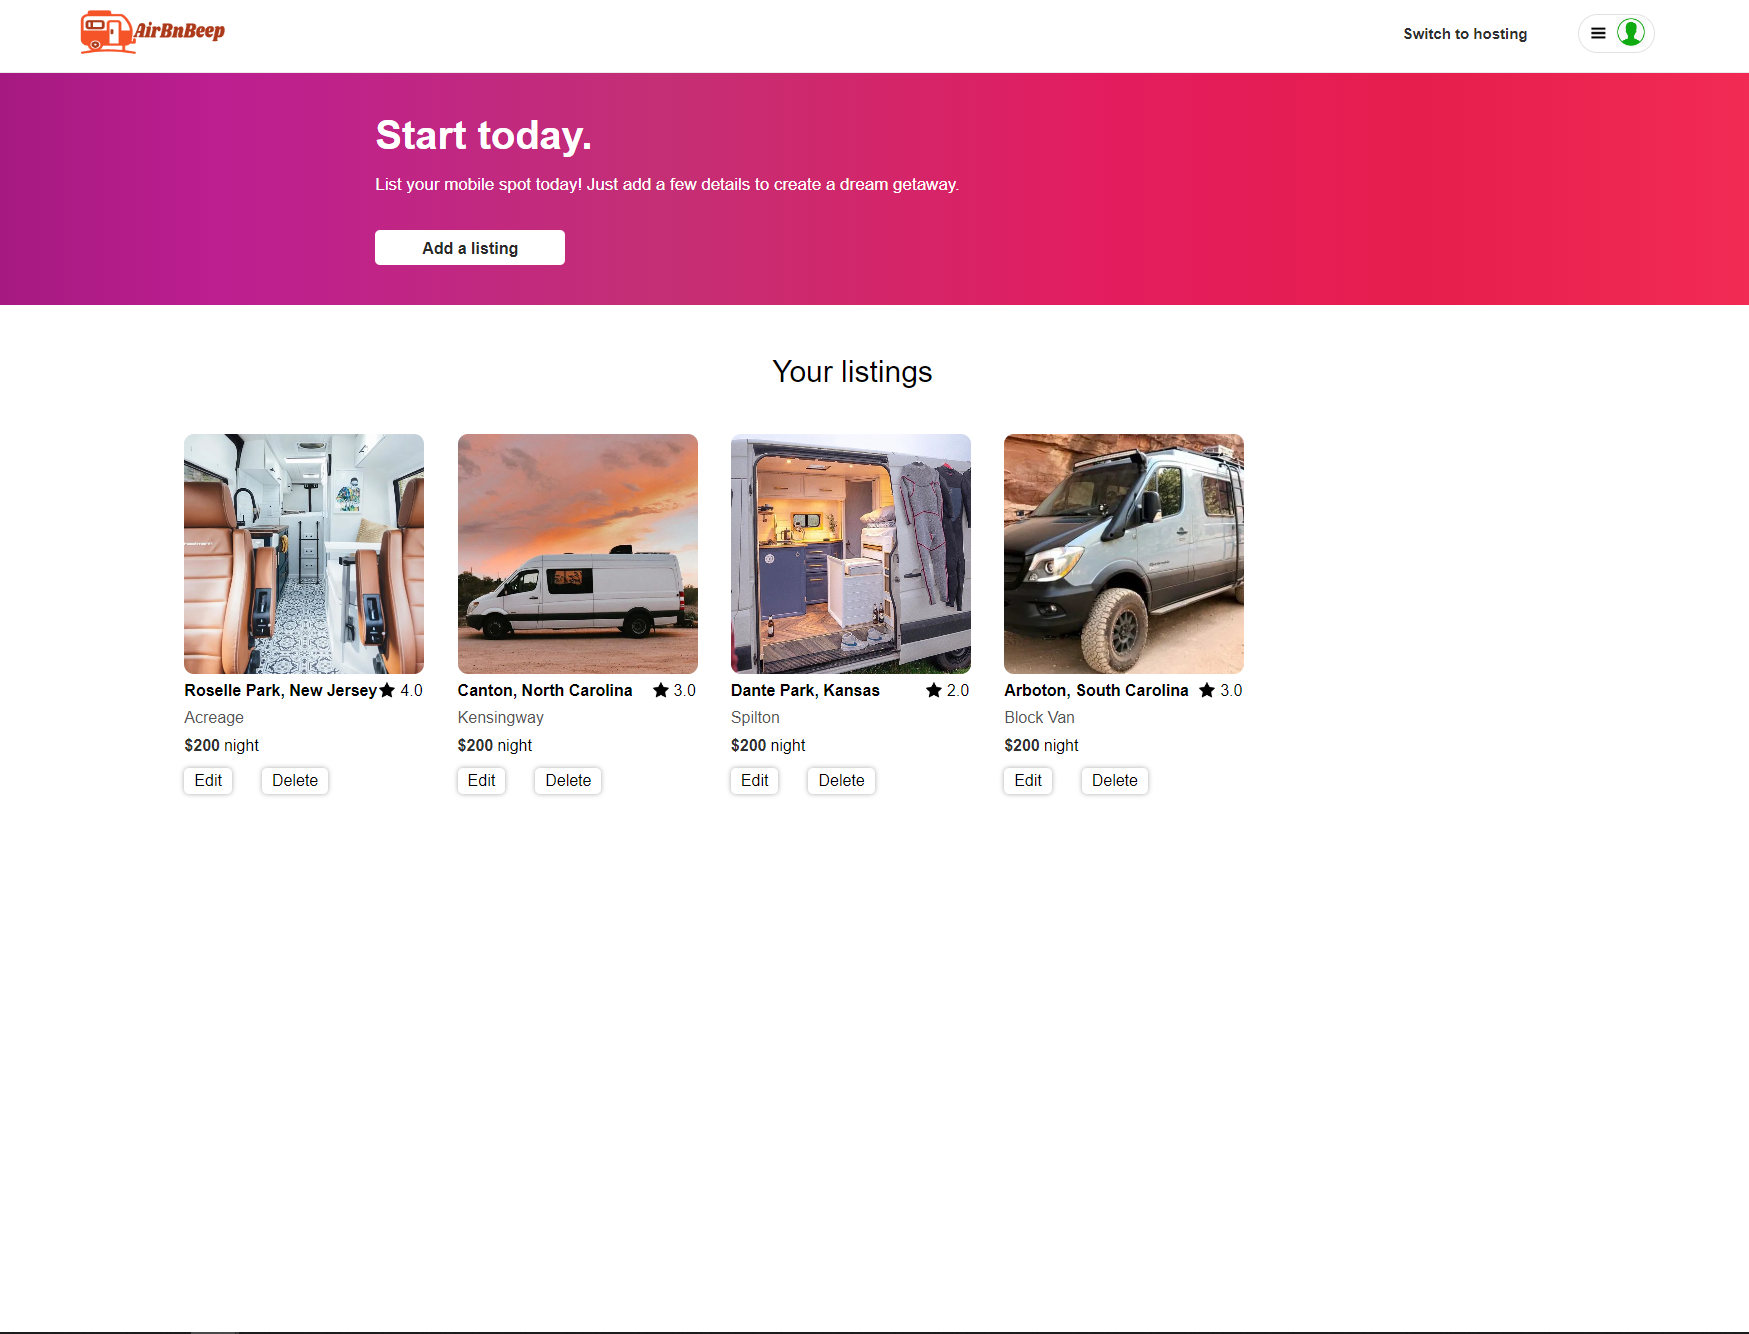 AirBnBeep
Switch to hosting
Start today.
List your mobile spot today! Just add a few details to create a dream getaway.
Add a listing
Your listings
Roselle Park, New Jersey 4.0
Acreage
$200 night
Edit Delete
Canton, North Carolina 3.0
Kensingway
$200 night
Edit Delete
Dante Park, Kansas 2.0
Spilton
$200 night
Edit Delete
Arboton, South Carolina 3.0
Block Van
$200 night
Edit Delete